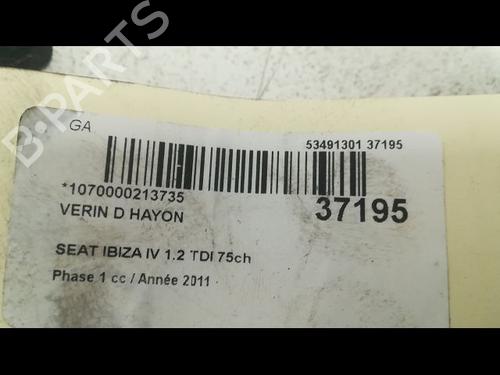 GA
53491301 37195
*1070000213735
VERIN D HAYON
37195
SEAT IBIZA IV 1.2 TDI 75ch
Phase 1 cc / Année 2011
B-PARTS